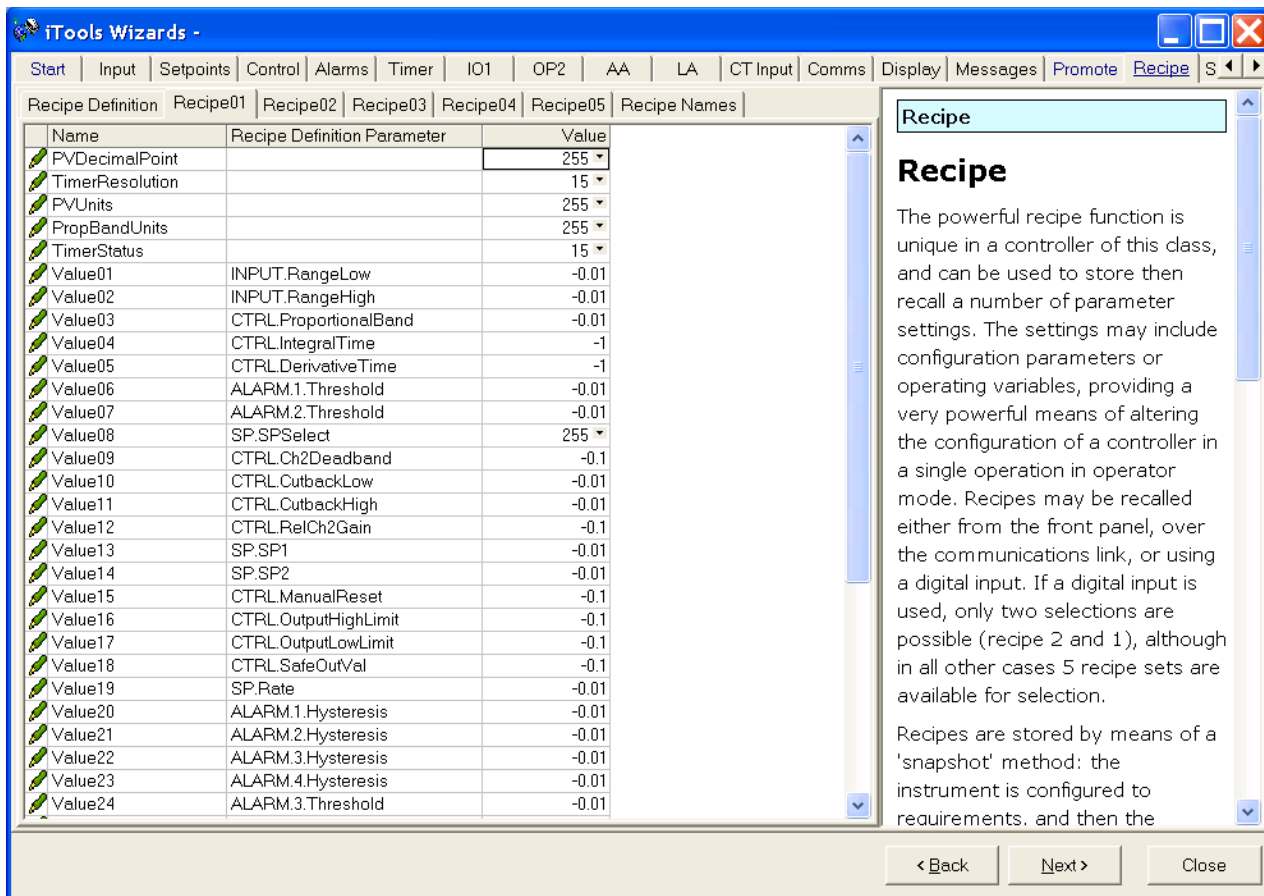 iTools Wizards -
Start Input Setpoints Control Alarms Timer IO1 OP2 AA LA CT Input Comms Display Messages Promote Recipe S
Recipe Definition Recipe01 Recipe02 Recipe03 Recipe04 Recipe05 Recipe Names
Name Recipe Definition Parameter Value
PVDecimalPoint 255
TimerResolution 15
PVUnits 255
PropBandUnits 255
TimerStatus 15
Value01 INPUT.RangeLow -0.01
Value02 INPUT.RangeHigh -0.01
Value03 CTRL.ProportionalBand -0.01
Value04 CTRL.IntegralTime -1
Value05 CTRL.DerivativeTime -1
Value06 ALARM.1.Threshold -0.01
Value07 ALARM.2.Threshold -0.01
Value08 SP.SPSelect 255
Value09 CTRL.Ch2Deadband -0.1
Value10 CTRL.CutbackLow -0.01
Value11 CTRL.CutbackHigh -0.01
Value12 CTRL.RelCh2Gain -0.1
Value13 SP.SP1 -0.01
Value14 SP.SP2 -0.01
Value15 CTRL.ManualReset -0.1
Value16 CTRL.OutputHighLimit -0.1
Value17 CTRL.OutputLowLimit -0.1
Value18 CTRL.SafeOutVal -0.1
Value19 SP.Rate -0.01
Value20 ALARM.1.Hysteresis -0.01
Value21 ALARM.2.Hysteresis -0.01
Value22 ALARM.3.Hysteresis -0.01
Value23 ALARM.4.Hysteresis -0.01
Value24 ALARM.3.Threshold -0.01
Recipe
Recipe
The powerful recipe function is
unique in a controller of this class,
and can be used to store then
recall a number of parameter
settings. The settings may include
configuration parameters or
operating variables, providing a
very powerful means of altering
the configuration of a controller in
a single operation in operator
mode. Recipes may be recalled
either from the front panel, over
the communications link, or using
a digital input. If a digital input is
used, only two selections are
possible (recipe 2 and 1), although
in all other cases 5 recipe sets are
available for selection.
Recipes are stored by means of a
'snapshot' method: the
instrument is configured to
requirements, and then the
< Back Next > Close